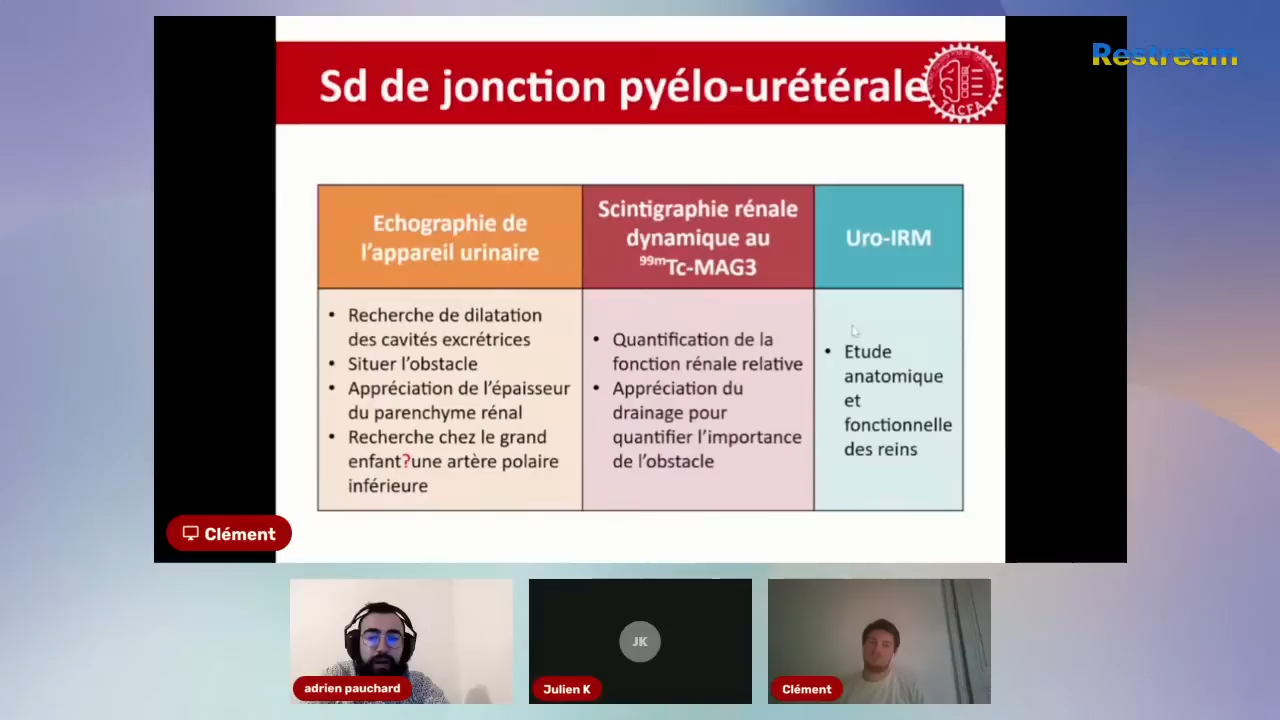 Restream
Sd de jonction pyélo-urétérale
TACFA
Echographie de
l'appareil urinaire
Scintigraphie rénale
dynamique au
99mTc-MAG3
Uro-IRM
• Recherche de dilatation
des cavités excrétrices
• Situer l'obstacle
• Appréciation de l'épaisseur
du parenchyme rénal
• Recherche chez le grand
enfant?une artère polaire
inférieure
• Quantification de la
fonction rénale relative
• Appréciation du
drainage pour
quantifier l'importance
de l'obstacle
• Etude
anatomique
et
fonctionnelle
des reins
Clément
adrien pauchard
JK
Julien K
Clément